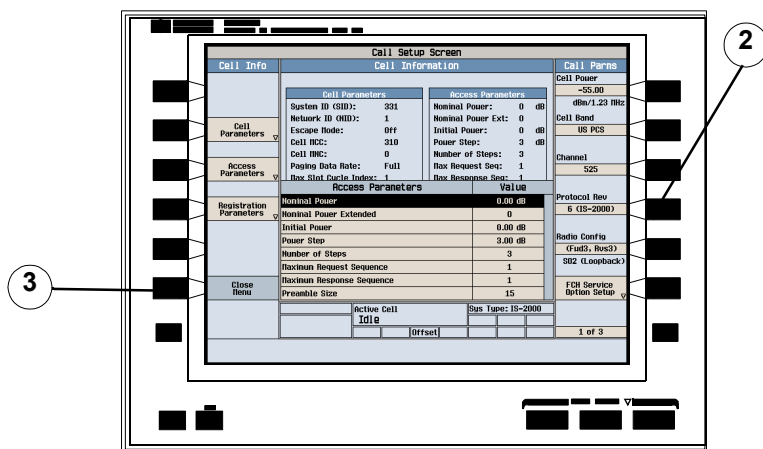 Call Setup Screen
Cell Info
Cell Information
Call Parms
Cell Power
-55.00
dBm/1.23 MHz
Cell Band
US PCS
Channel
525
Protocol Rev
6 (IS-2000)
Radio Config
(Fwd3, Rvs3)
SO2 (Loopback)
FCH Service
Option Setup
1 of 3
Cell
Parameters
Access
Parameters
Registration
Parameters
Close
Menu
Cell Parameters
System ID (SID): 331
Network ID (NID): 1
Escape Mode: Off
Cell MCC: 310
Cell MNC: 0
Paging Data Rate: Full
Max Slot Cycle Index: 1
Access Parameters
Nominal Power: 0 dB
Nominal Power Ext: 0
Initial Power: 0 dB
Power Step: 3 dB
Number of Steps: 3
Max Request Seq: 1
Max Response Seq: 1
Access Parameters Value
Nominal Power 0.00 dB
Nominal Power Extended 0
Initial Power 0.00 dB
Power Step 3.00 dB
Number of Steps 3
Maximum Request Sequence 1
Maximum Response Sequence 1
Preamble Size 15
Active Cell
Idle
Sys Type: IS-2000
Offset
2
3